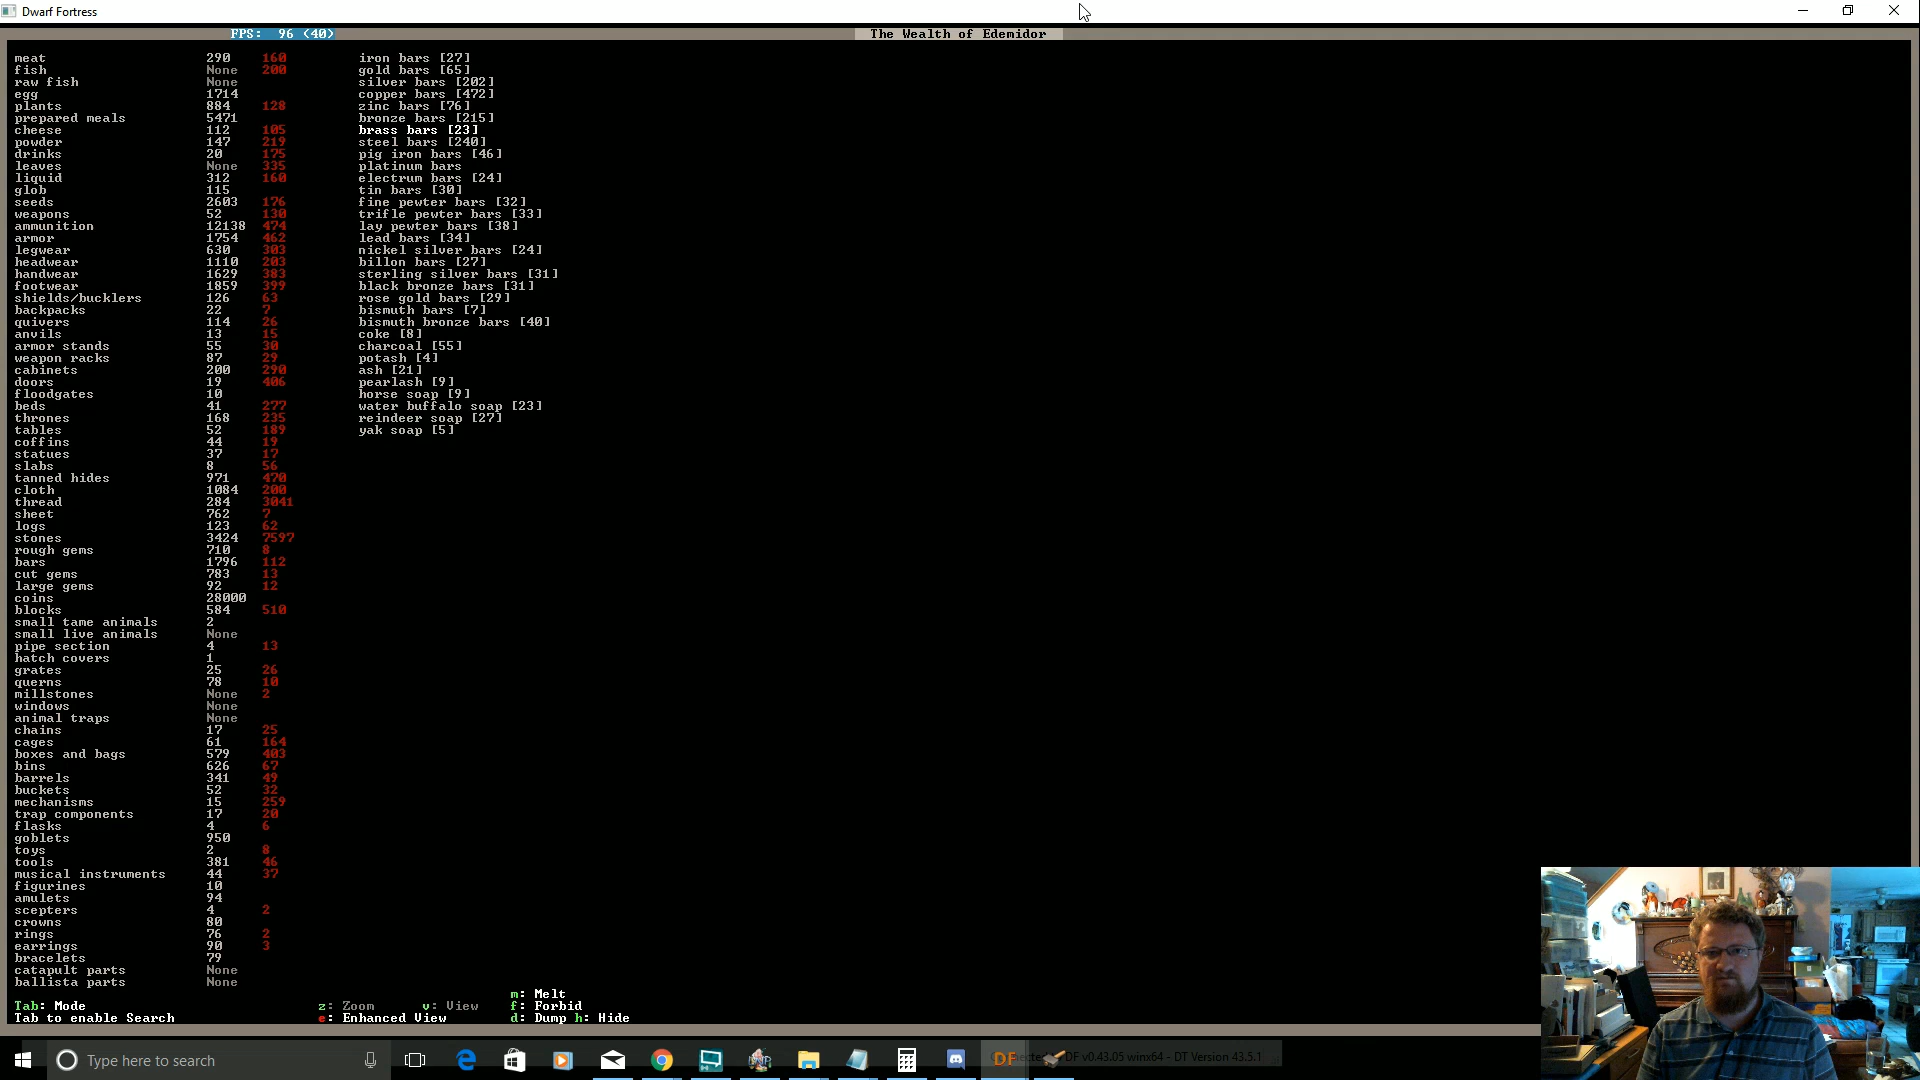 Dwarf Fortress
FPS: 96 (40)
The Wealth of Edemidor
meat 290 160 iron bars [27]
fish None 200 gold bars [65]
raw fish None silver bars [202]
egg 1714 copper bars [472]
plants 884 128 zinc bars [76]
prepared meals 5471 bronze bars [215]
cheese 112 105 brass bars [23]
powder 147 219 steel bars [240]
drinks 20 175 pig iron bars [46]
leaves None 335 platinum bars
liquid 312 160 electrum bars [24]
glob 115 tin bars [30]
seeds 2603 176 fine pewter bars [32]
weapons 52 130 trifle pewter bars [33]
ammunition 12138 474 lay pewter bars [38]
armor 1754 462 lead bars [34]
legwear 630 303 nickel silver bars [24]
headwear 1110 203 billon bars [27]
handwear 1629 383 sterling silver bars [31]
footwear 1859 399 black bronze bars [31]
shields/bucklers 126 63 rose gold bars [29]
backpacks 22 7 bismuth bars [7]
quivers 114 26 bismuth bronze bars [40]
anvils 13 15 coke [8]
armor stands 55 30 charcoal [55]
weapon racks 87 29 potash [4]
cabinets 200 290 ash [21]
doors 19 406 pearlash [9]
floodgates 10 horse soap [9]
beds 41 277 water buffalo soap [23]
thrones 168 235 reindeer soap [27]
tables 52 189 yak soap [5]
coffins 44 19
statues 37 17
slabs 8 56
tanned hides 971 470
cloth 1084 200
thread 284 3041
sheet 762 7
logs 123 62
stones 3424 7597
rough gems 710 8
bars 1796 112
cut gems 783 13
large gems 92 12
coins 28000
blocks 584 510
small tame animals 2
small live animals None
pipe section 4 13
hatch covers 1
grates 25 26
querns 78 10
millstones None 2
windows None
animal traps None
chains 17 25
cages 61 164
boxes and bags 579 403
bins 626 67
barrels 341 49
buckets 52 32
mechanisms 15 259
trap components 17 20
flasks 4 6
goblets 950
toys 2 8
tools 381 46
musical instruments 44 37
figurines 10
amulets 94
scepters 4 2
crowns 80
rings 76 2
earrings 90 3
bracelets 79
catapult parts None
ballista parts None
m: Melt
Tab: Mode z: Zoom v: View f: Forbid
Tab to enable Search e: Enhanced View d: Dump h: Hide
Type here to search
DF
DF v0.43.05 winx64 - DT Version 43.5.1